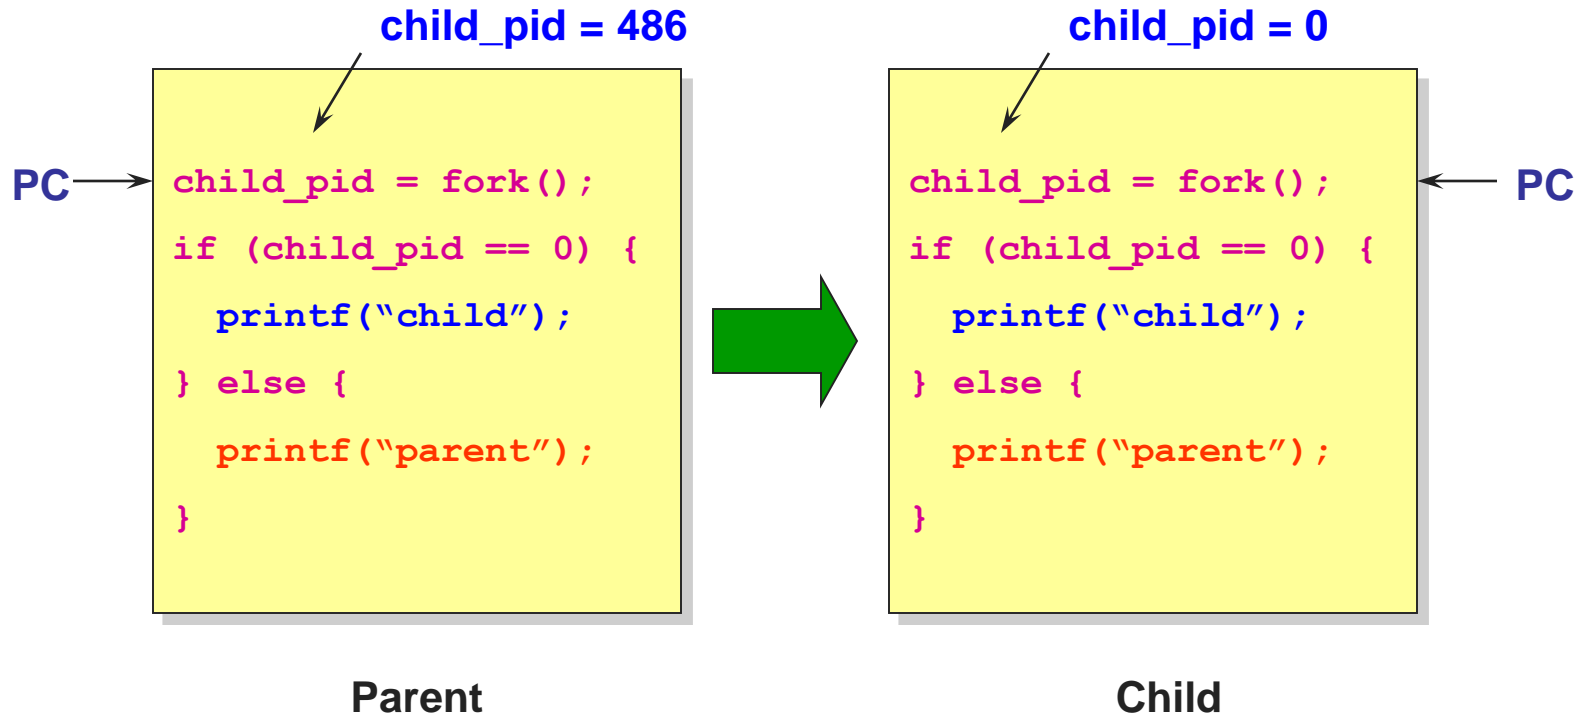 child_pid = 486
PC
child_pid = fork();
if (child_pid == 0) {
printf(“child”);
} else {
printf(“parent”);
}
Parent
child_pid = 0
PC
child_pid = fork();
if (child_pid == 0) {
printf(“child”);
} else {
printf(“parent”);
}
Child